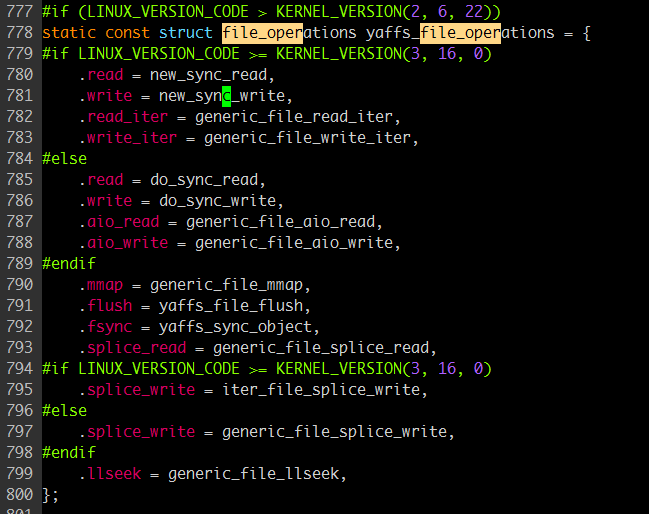 777 #if (LINUX_VERSION_CODE > KERNEL_VERSION(2, 6, 22))
778 static const struct file_operations yaffs_file_operations = {
779 #if LINUX_VERSION_CODE >= KERNEL_VERSION(3, 16, 0)
780     .read = new_sync_read,
781     .write = new_sync_write,
782     .read_iter = generic_file_read_iter,
783     .write_iter = generic_file_write_iter,
784 #else
785     .read = do_sync_read,
786     .write = do_sync_write,
787     .aio_read = generic_file_aio_read,
788     .aio_write = generic_file_aio_write,
789 #endif
790     .mmap = generic_file_mmap,
791     .flush = yaffs_file_flush,
792     .fsync = yaffs_sync_object,
793     .splice_read = generic_file_splice_read,
794 #if LINUX_VERSION_CODE >= KERNEL_VERSION(3, 16, 0)
795     .splice_write = iter_file_splice_write,
796 #else
797     .splice_write = generic_file_splice_write,
798 #endif
799     .llseek = generic_file_llseek,
800 };
801